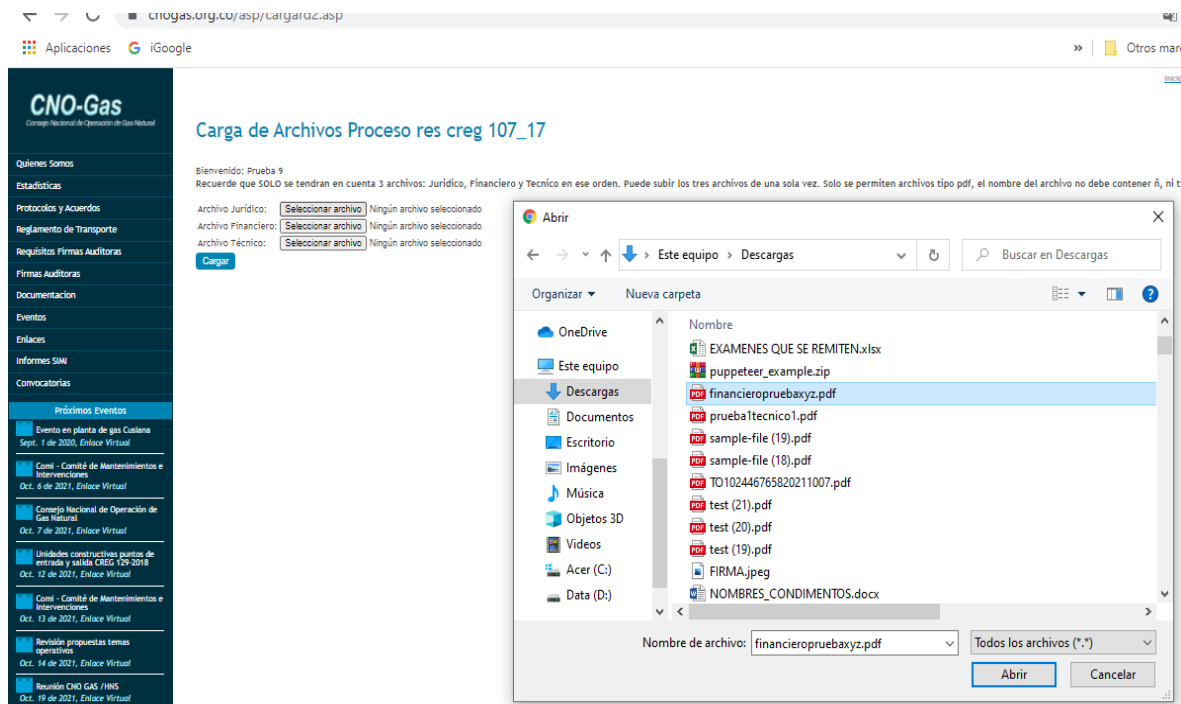 cnogas.org.co/asp/cargard2.asp
Aplicaciones
iGoogle
»
Otros mar
Inicio
CNO-Gas
Consejo Nacional de Operación de Gas Natural
Carga de Archivos Proceso res creg 107_17
Quienes Somos
Estadisticas
Protocolos y Acuerdos
Reglamento de Transporte
Requisitos Firmas Auditoras
Firmas Auditoras
Documentacion
Eventos
Enlaces
Informes SIMI
Convocatorias
Próximos Eventos
Evento en planta de gas Cusiana
Sept. 1 de 2020, Enlace Virtual
Comi - Comité de Mantenimientos e
Intervenciones
Oct. 6 de 2021, Enlace Virtual
Consejo Nacional de Operación de
Gas Natural
Oct. 7 de 2021, Enlace Virtual
Unidades constructivas puntos de
entrada y salida CREG 129-2018
Oct. 12 de 2021, Enlace Virtual
Comi - Comité de Mantenimientos e
Intervenciones
Oct. 13 de 2021, Enlace Virtual
Revisión propuestas temas
operativos
Oct. 14 de 2021, Enlace Virtual
Reunión CNO GAS /HNS
Oct. 19 de 2021, Enlace Virtual
Bienvenido: Prueba 9
Recuerde que SOLO se tendran en cuenta 3 archivos: Juridico, Financiero y Tecnico en ese orden. Puede subir los tres archivos de una sola vez. Solo se permiten archivos tipo pdf, el nombre del archivo no debe contener ñ, ni t
Archivo Jurídico: Seleccionar archivo Ningún archivo seleccionado
Archivo Financiero: Seleccionar archivo Ningún archivo seleccionado
Archivo Técnico: Seleccionar archivo Ningún archivo seleccionado
Cargar
Abrir
Este equipo > Descargas
Buscar en Descargas
Organizar
Nueva carpeta
OneDrive
Este equipo
Descargas
Documentos
Escritorio
Imágenes
Música
Objetos 3D
Videos
Acer (C:)
Data (D:)
Nombre
EXAMENES QUE SE REMITEN.xlsx
puppeteer_example.zip
financieropruebaxyz.pdf
prueba1tecnico1.pdf
sample-file (19).pdf
sample-file (18).pdf
TO102446765820211007.pdf
test (21).pdf
test (20).pdf
test (19).pdf
FIRMA.jpeg
NOMBRES_CONDIMENTOS.docx
Nombre de archivo: financieropruebaxyz.pdf
Todos los archivos (*.*)
Abrir
Cancelar